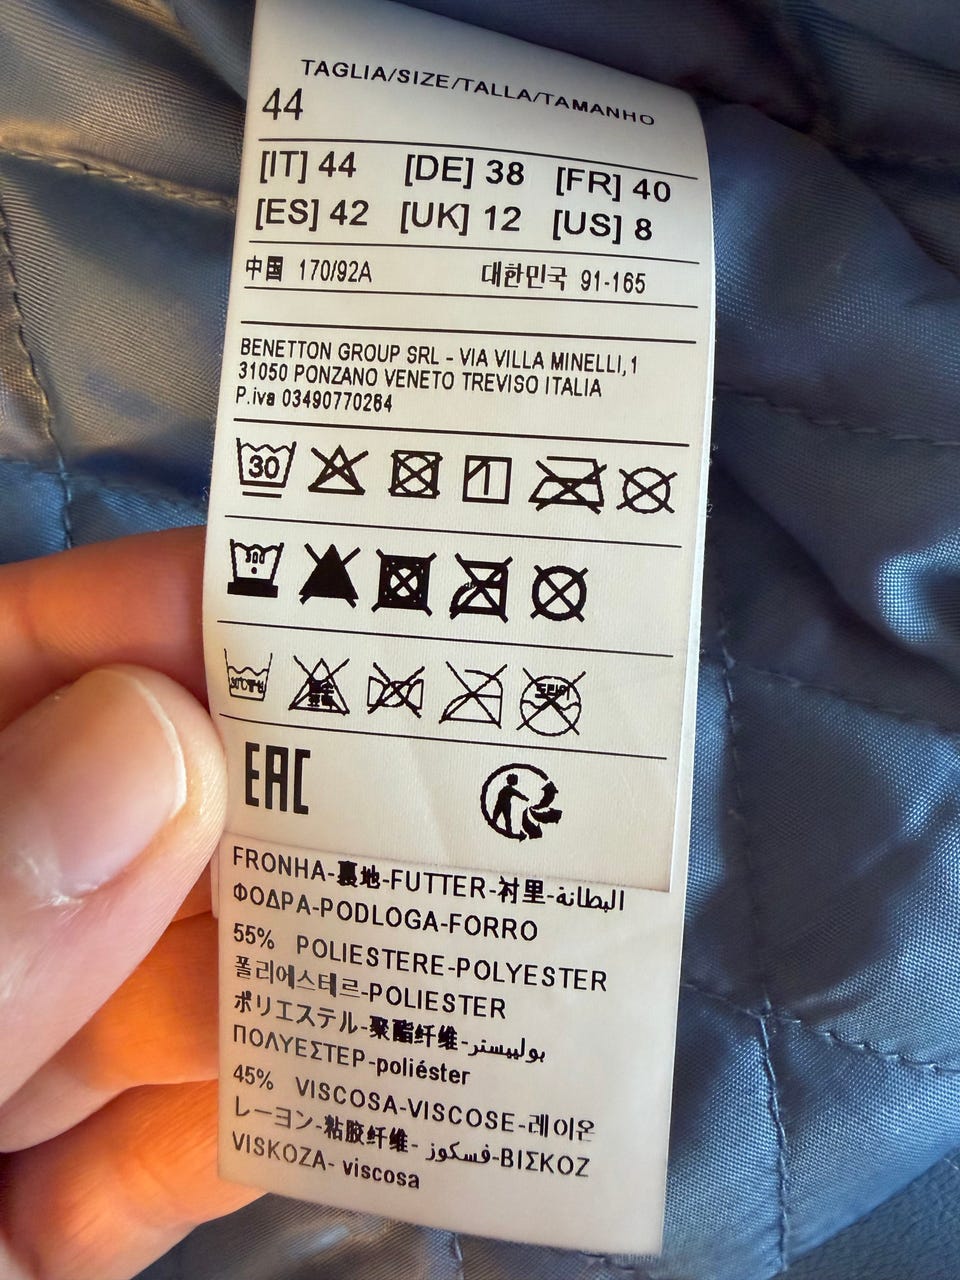 TAGLIA/SIZE/TALLA/TAMANHO
44
[IT] 44 [DE] 38 [FR] 40
[ES] 42 [UK] 12 [US] 8
中国 170/92A 대한민국 91-165
BENETTON GROUP SRL - VIA VILLA MINELLI,1
31050 PONZANO VENETO TREVISO ITALIA
P.iva 03490770264
30
EAC
FRONHA-裏地-FUTTER-衬里-البطانة
ΦΟΔΡΑ-PODLOGA-FORRO
55% POLIESTERE-POLYESTER
폴리에스테르-POLIESTER
ポリエステル-聚酯纤维-بولييستر
ΠΟΛΥΕΣΤΕΡ-poliéster
45% VISCOSA-VISCOSE-레이온
レーヨン-粘胶纤维-فسكوز-ΒΙΣΚΟΖ
VISKOZA- viscosa